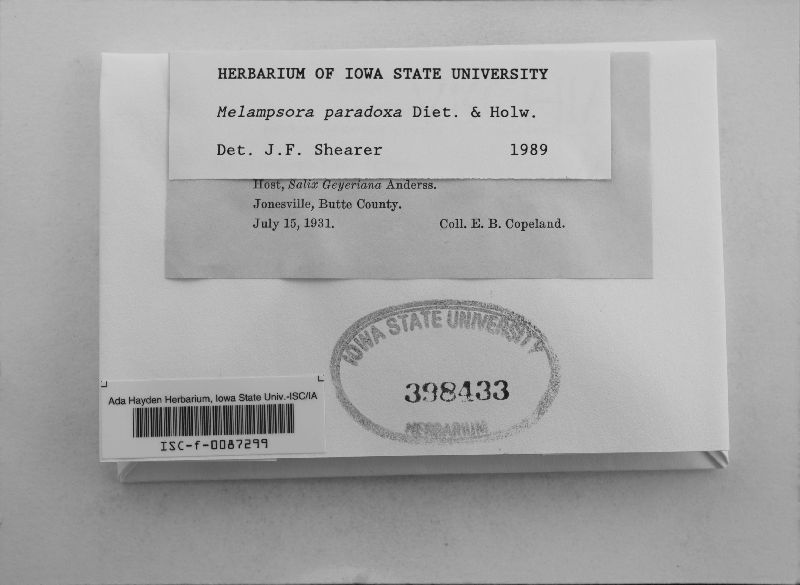 HERBARIUM OF IOWA STATE UNIVERSITY
Melampsora paradoxa Diet. & Holw.
Det. J.F. Shearer 1989
Host, Salix Geyeriana Anderss.
Jonesville, Butte County.
July 15, 1931. Coll. E. B. Copeland.
IOWA STATE UNIVERSITY
398433
HERBARIUM
Ada Hayden Herbarium, Iowa State Univ.-ISC/IA
ISC-f-0087299